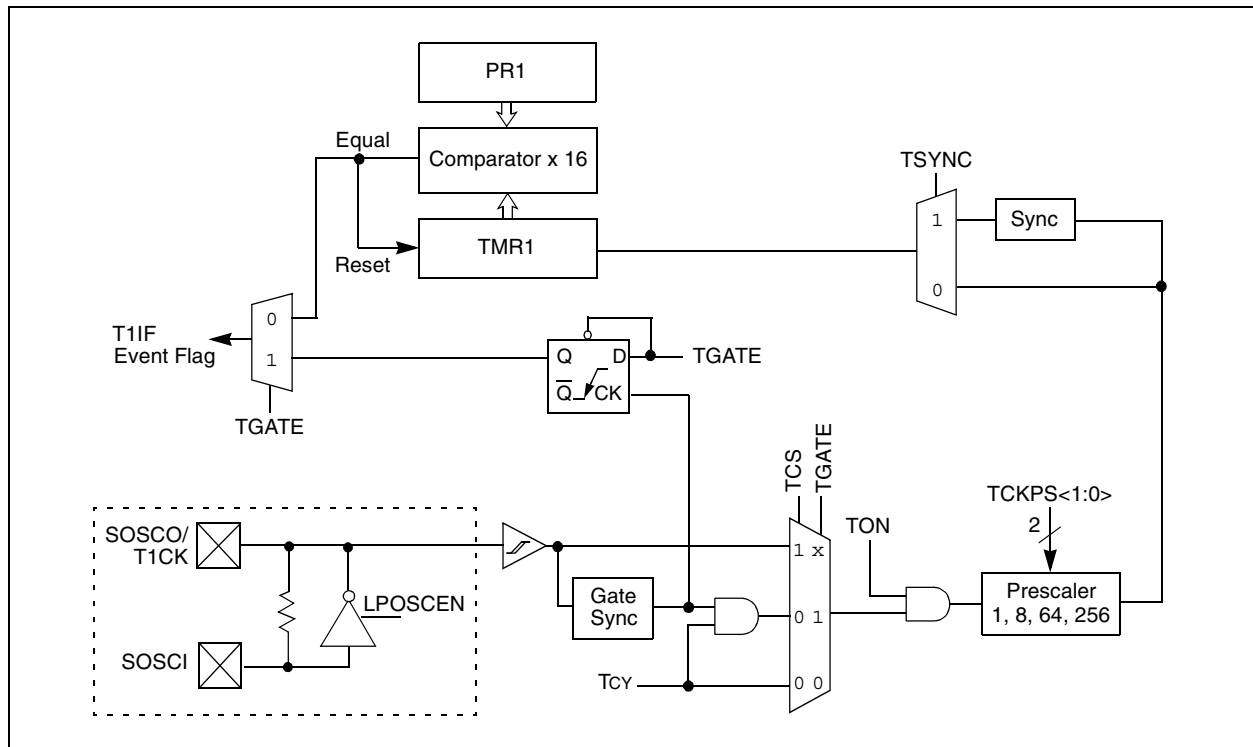 PR1
Equal
Comparator x 16
TSYNC
1
Sync
Reset
TMR1
0
0
T1IF
Event Flag
1
Q
D
TGATE
Q̅
CK
TGATE
TCS
TGATE
TCKPS<1:0>
2
SOSCO/
T1CK
TON
1 x
Prescaler
1, 8, 64, 256
LPOSCEN
Gate
Sync
0 1
SOSCI
TCY
0 0